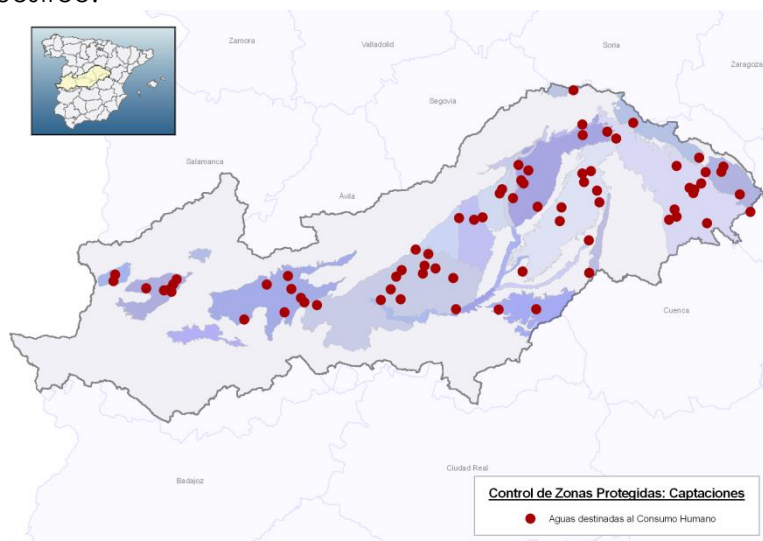 Zamora
Valladolid
Soria
Zaragoza
Segovia
Salamanca
Ávila
Cuenca
Ciudad Real
Badajoz
Control de Zonas Protegidas: Captaciones
Aguas destinadas al Consumo Humano